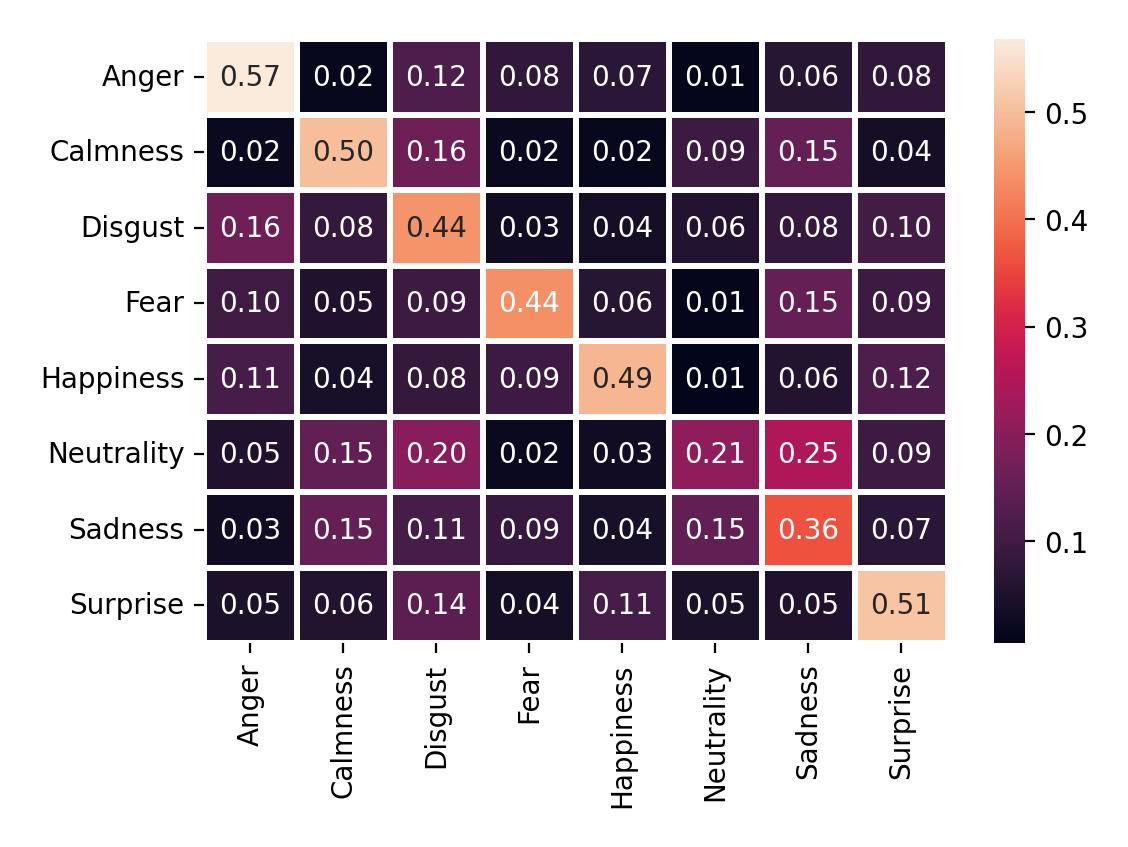 Anger 0.57 0.02 0.12 0.08 0.07 0.01 0.06 0.08
Calmness 0.02 0.50 0.16 0.02 0.02 0.09 0.15 0.04
Disgust 0.16 0.08 0.44 0.03 0.04 0.06 0.08 0.10
Fear 0.10 0.05 0.09 0.44 0.06 0.01 0.15 0.09
Happiness 0.11 0.04 0.08 0.09 0.49 0.01 0.06 0.12
Neutrality 0.05 0.15 0.20 0.02 0.03 0.21 0.25 0.09
Sadness 0.03 0.15 0.11 0.09 0.04 0.15 0.36 0.07
Surprise 0.05 0.06 0.14 0.04 0.11 0.05 0.05 0.51
Anger Calmness Disgust Fear Happiness Neutrality Sadness Surprise
0.5
0.4
0.3
0.2
0.1